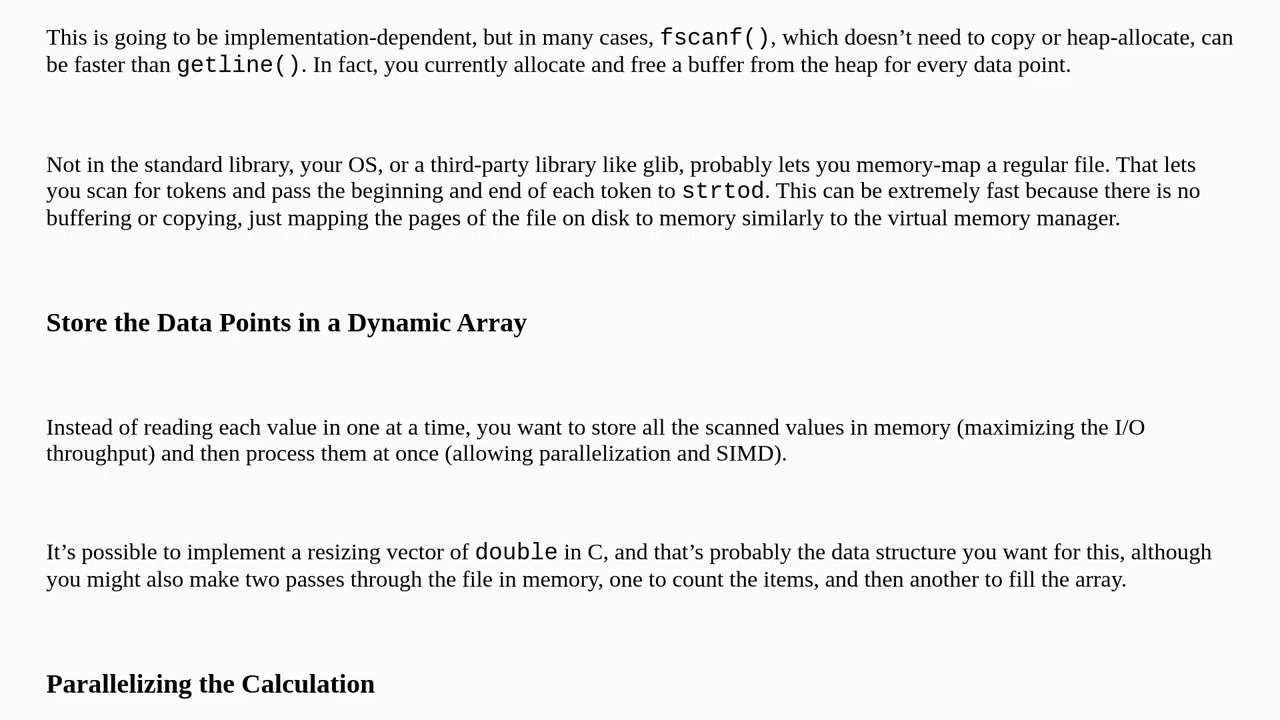 This is going to be implementation-dependent, but in many cases, fscanf(), which doesn’t need to copy or heap-allocate, can
be faster than getline(). In fact, you currently allocate and free a buffer from the heap for every data point.
Not in the standard library, your OS, or a third-party library like glib, probably lets you memory-map a regular file. That lets
you scan for tokens and pass the beginning and end of each token to strtod. This can be extremely fast because there is no
buffering or copying, just mapping the pages of the file on disk to memory similarly to the virtual memory manager.
Store the Data Points in a Dynamic Array
Instead of reading each value in one at a time, you want to store all the scanned values in memory (maximizing the I/O
throughput) and then process them at once (allowing parallelization and SIMD).
It’s possible to implement a resizing vector of double in C, and that’s probably the data structure you want for this, although
you might also make two passes through the file in memory, one to count the items, and then another to fill the array.
Parallelizing the Calculation